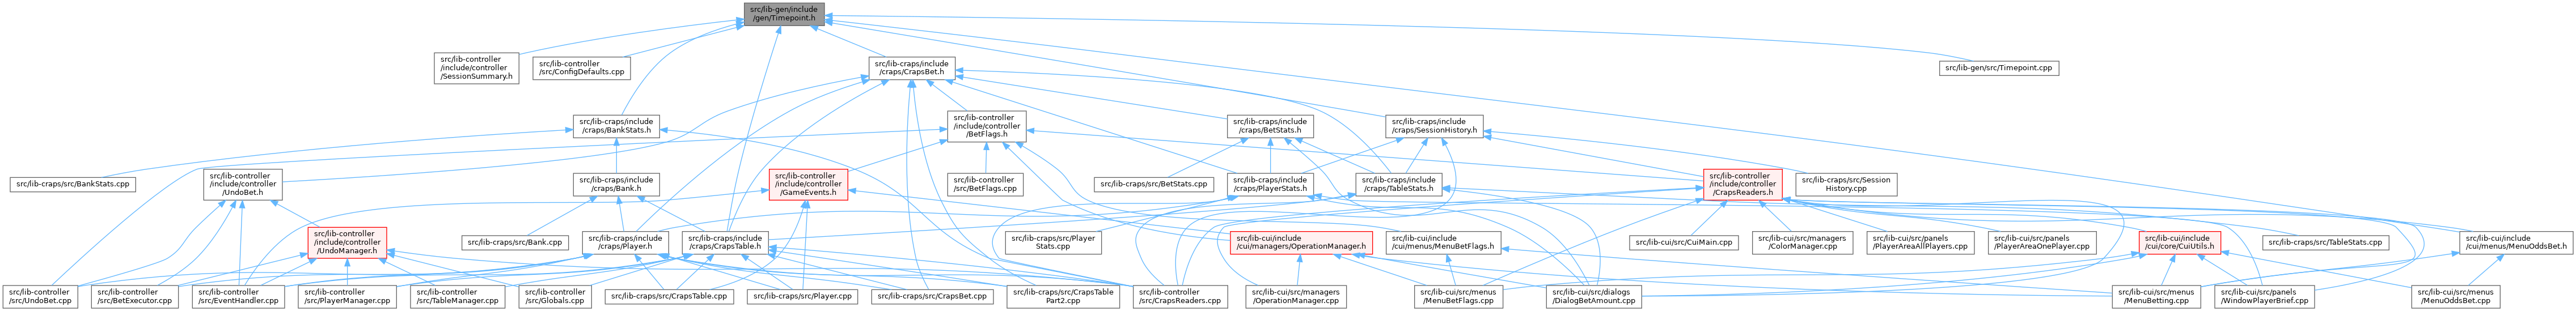 src/lib-gen/include
/gen/Timepoint.h
src/lib-controller
/include/controller
/SessionSummary.h
src/lib-controller
/src/ConfigDefaults.cpp
src/lib-craps/include
/craps/CrapsBet.h
src/lib-gen/src/Timepoint.cpp
src/lib-craps/include
/craps/BankStats.h
src/lib-controller
/include/controller
/BetFlags.h
src/lib-craps/include
/craps/BetStats.h
src/lib-craps/include
/craps/SessionHistory.h
src/lib-craps/src/BankStats.cpp
src/lib-controller
/include/controller
/UndoBet.h
src/lib-craps/include
/craps/Bank.h
src/lib-controller
/include/controller
/GameEvents.h
src/lib-controller
/src/BetFlags.cpp
src/lib-craps/src/BetStats.cpp
src/lib-craps/include
/craps/PlayerStats.h
src/lib-craps/include
/craps/TableStats.h
src/lib-controller
/include/controller
/CrapsReaders.h
src/lib-craps/src/Session
History.cpp
src/lib-controller
/include/controller
/UndoManager.h
src/lib-craps/src/Bank.cpp
src/lib-craps/include
/craps/Player.h
src/lib-craps/include
/craps/CrapsTable.h
src/lib-craps/src/Player
Stats.cpp
src/lib-cui/include
/cui/managers/OperationManager.h
src/lib-cui/include
/cui/menus/MenuBetFlags.h
src/lib-cui/src/CuiMain.cpp
src/lib-cui/src/managers
/ColorManager.cpp
src/lib-cui/src/panels
/PlayerAreaAllPlayers.cpp
src/lib-cui/src/panels
/PlayerAreaOnePlayer.cpp
src/lib-cui/include
/cui/core/CuiUtils.h
src/lib-craps/src/TableStats.cpp
src/lib-cui/include
/cui/menus/MenuOddsBet.h
src/lib-controller
/src/UndoBet.cpp
src/lib-controller
/src/BetExecutor.cpp
src/lib-controller
/src/EventHandler.cpp
src/lib-controller
/src/PlayerManager.cpp
src/lib-controller
/src/TableManager.cpp
src/lib-controller
/src/Globals.cpp
src/lib-craps/src/CrapsTable.cpp
src/lib-craps/src/Player.cpp
src/lib-craps/src/CrapsBet.cpp
src/lib-craps/src/CrapsTable
Part2.cpp
src/lib-controller
/src/CrapsReaders.cpp
src/lib-cui/src/managers
/OperationManager.cpp
src/lib-cui/src/menus
/MenuBetFlags.cpp
src/lib-cui/src/dialogs
/DialogBetAmount.cpp
src/lib-cui/src/menus
/MenuBetting.cpp
src/lib-cui/src/panels
/WindowPlayerBrief.cpp
src/lib-cui/src/menus
/MenuOddsBet.cpp